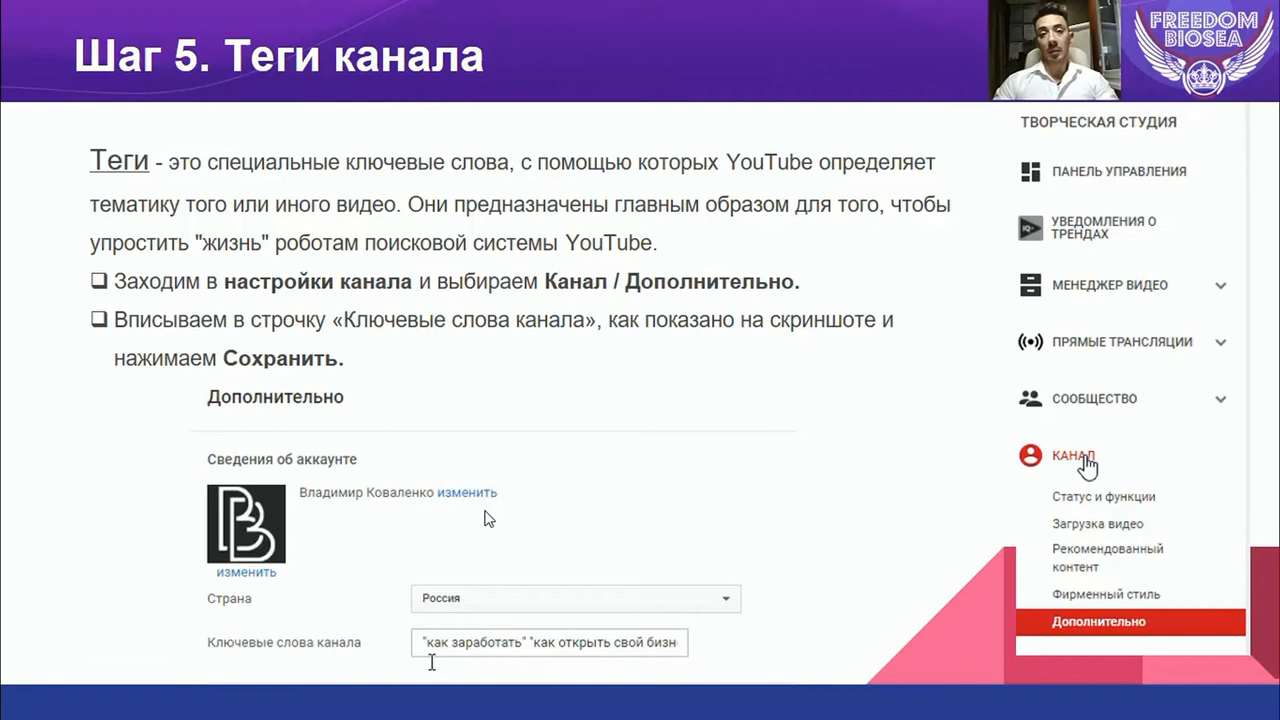 Шаг 5. Теги канала
FREEDOM
BIOSEA
Теги - это специальные ключевые слова, с помощью которых YouTube определяет
тематику того или иного видео. Они предназначены главным образом для того, чтобы
упростить "жизнь" роботам поисковой системы YouTube.
Заходим в настройки канала и выбираем Канал / Дополнительно.
Вписываем в строчку «Ключевые слова канала», как показано на скриншоте и
нажимаем Сохранить.
Дополнительно
Сведения об аккаунте
Владимир Коваленко изменить
изменить
Страна
Россия
Ключевые слова канала
"как заработать" "как открыть свой бизн
ТВОРЧЕСКАЯ СТУДИЯ
ПАНЕЛЬ УПРАВЛЕНИЯ
УВЕДОМЛЕНИЯ О
ТРЕНДАХ
МЕНЕДЖЕР ВИДЕО
ПРЯМЫЕ ТРАНСЛЯЦИИ
СООБЩЕСТВО
КАНАЛ
Статус и функции
Загрузка видео
Рекомендованный
контент
Фирменный стиль
Дополнительно